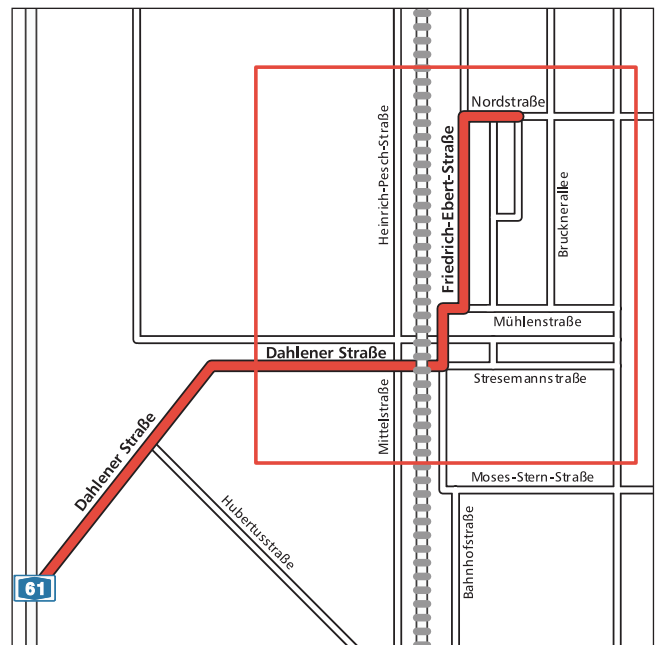 Nordstraße
Heinrich-Pesch-Straße
Friedrich-Ebert-Straße
Brucknerallee
Mühlenstraße
Dahlener Straße
Stresemannstraße
Mittelstraße
Dahlener Straße
Moses-Stern-Straße
Hubertusstraße
Bahnhofstraße
61